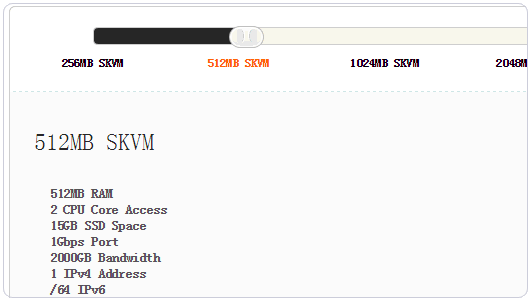 256MB SKVM 512MB SKVM 1024MB SKVM 2048M
512MB SKVM
512MB RAM
2 CPU Core Access
15GB SSD Space
1Gbps Port
2000GB Bandwidth
1 IPv4 Address
/64 IPv6